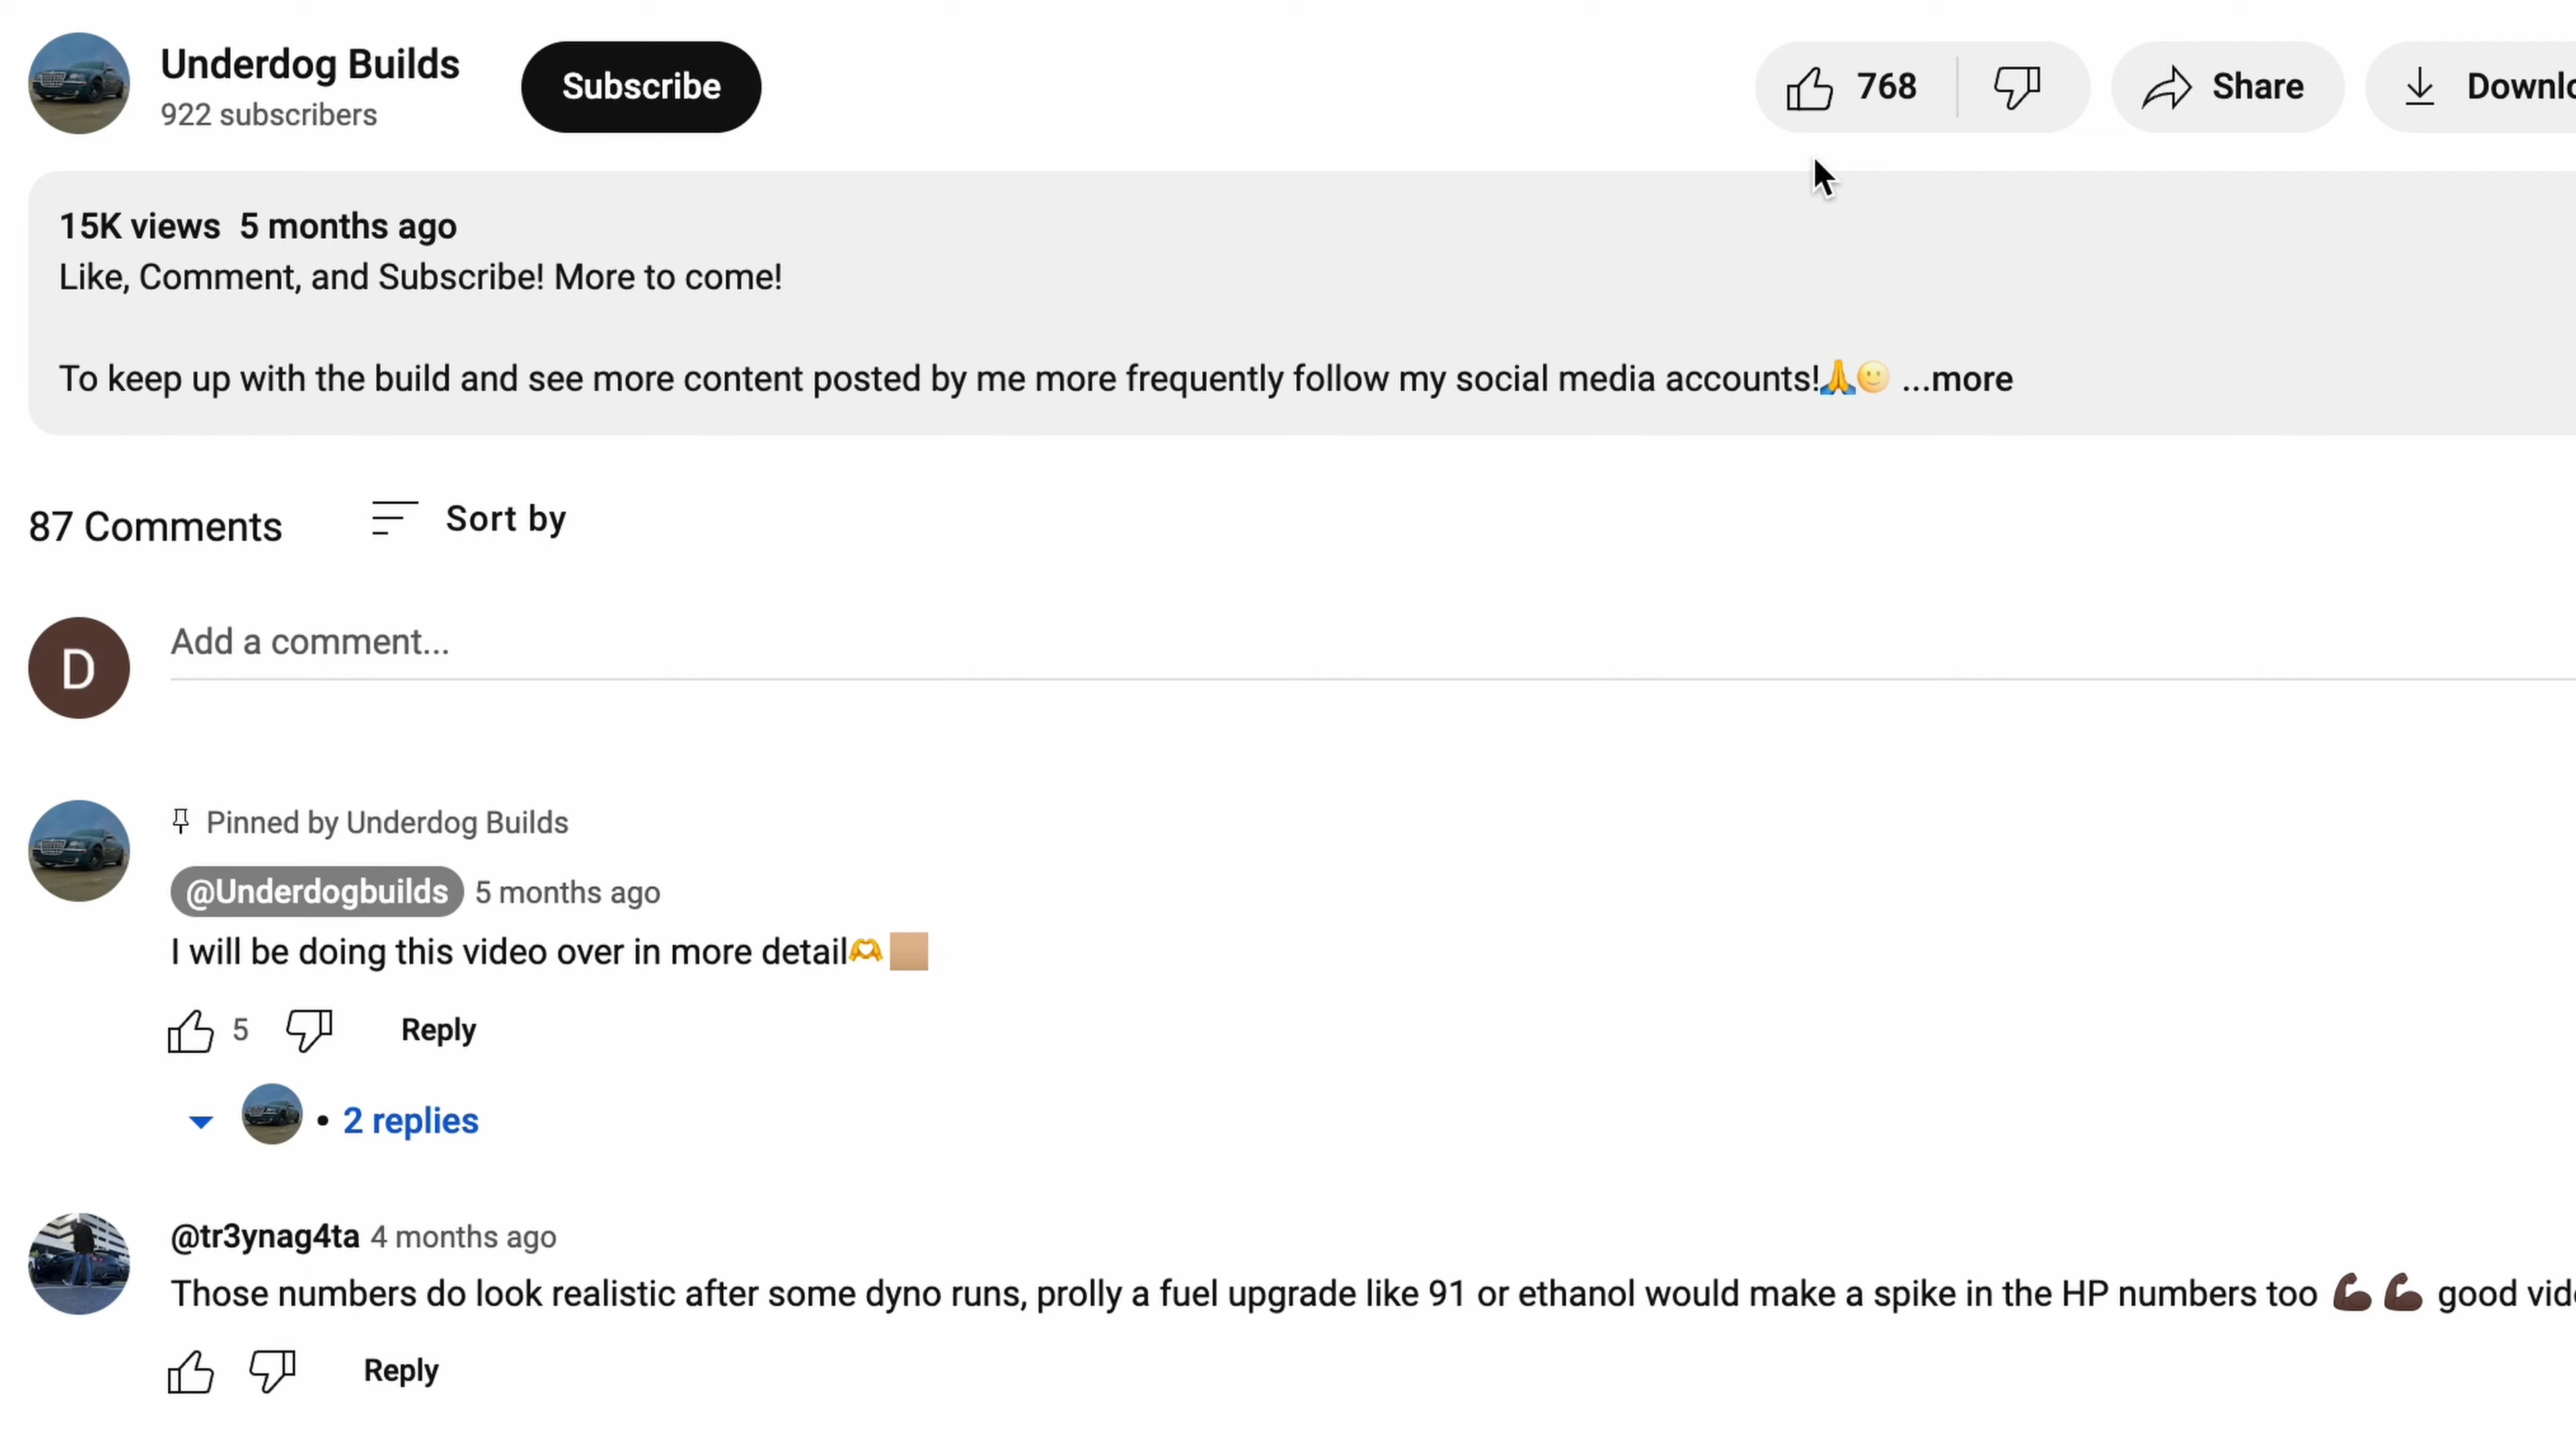 Underdog Builds
922 subscribers
Subscribe
768
Share
15K views 5 months ago
Like, Comment, and Subscribe! More to come!
To keep up with the build and see more content posted by me more frequently follow my social media accounts!🙏🙂 ...more
87 Comments
Sort by
D
Add a comment...
Pinned by Underdog Builds
@Underdogbuilds 5 months ago
I will be doing this video over in more detail🫶🏼
5
Reply
• 2 replies
@tr3ynag4ta 4 months ago
Those numbers do look realistic after some dyno runs, prolly a fuel upgrade like 91 or ethanol would make a spike in the HP numbers too 💪🏿💪🏿 good
Reply